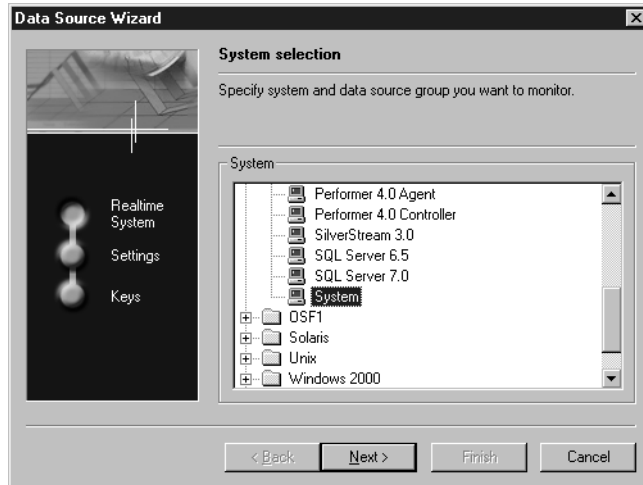 Data Source Wizard
System selection
Specify system and data source group you want to monitor.
Realtime
System
Settings
Keys
System
Performer 4.0 Agent
Performer 4.0 Controller
SilverStream 3.0
SQL Server 6.5
SQL Server 7.0
System
OSF1
Solaris
Unix
Windows 2000
< Back
Next >
Finish
Cancel